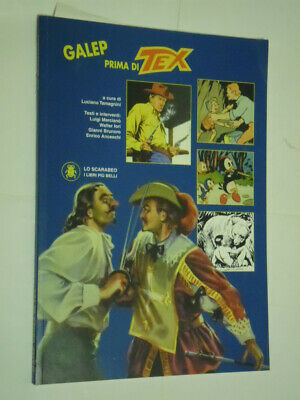 GALEP
PRIMA DI TEX
a cura di
Luciano Tamagnini
Testi e interventi:
Luigi Marcianò
Walter Iori
Gianni Brunoro
Enrico Anceschi
LO SCARABEO
I LIBRI PIÙ BELLI